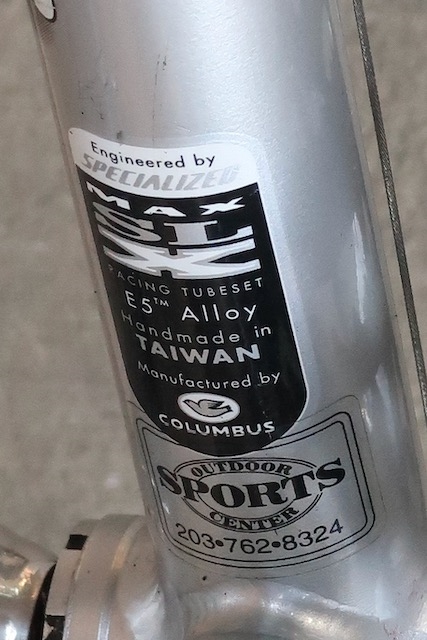 Engineered by
SPECIALIZED
MAX
SL
X
RACING TUBESET
E5™ Alloy
Handmade in
TAIWAN
Manufactured by
COLUMBUS
OUTDOOR
SPORTS
CENTER
203•762•8324